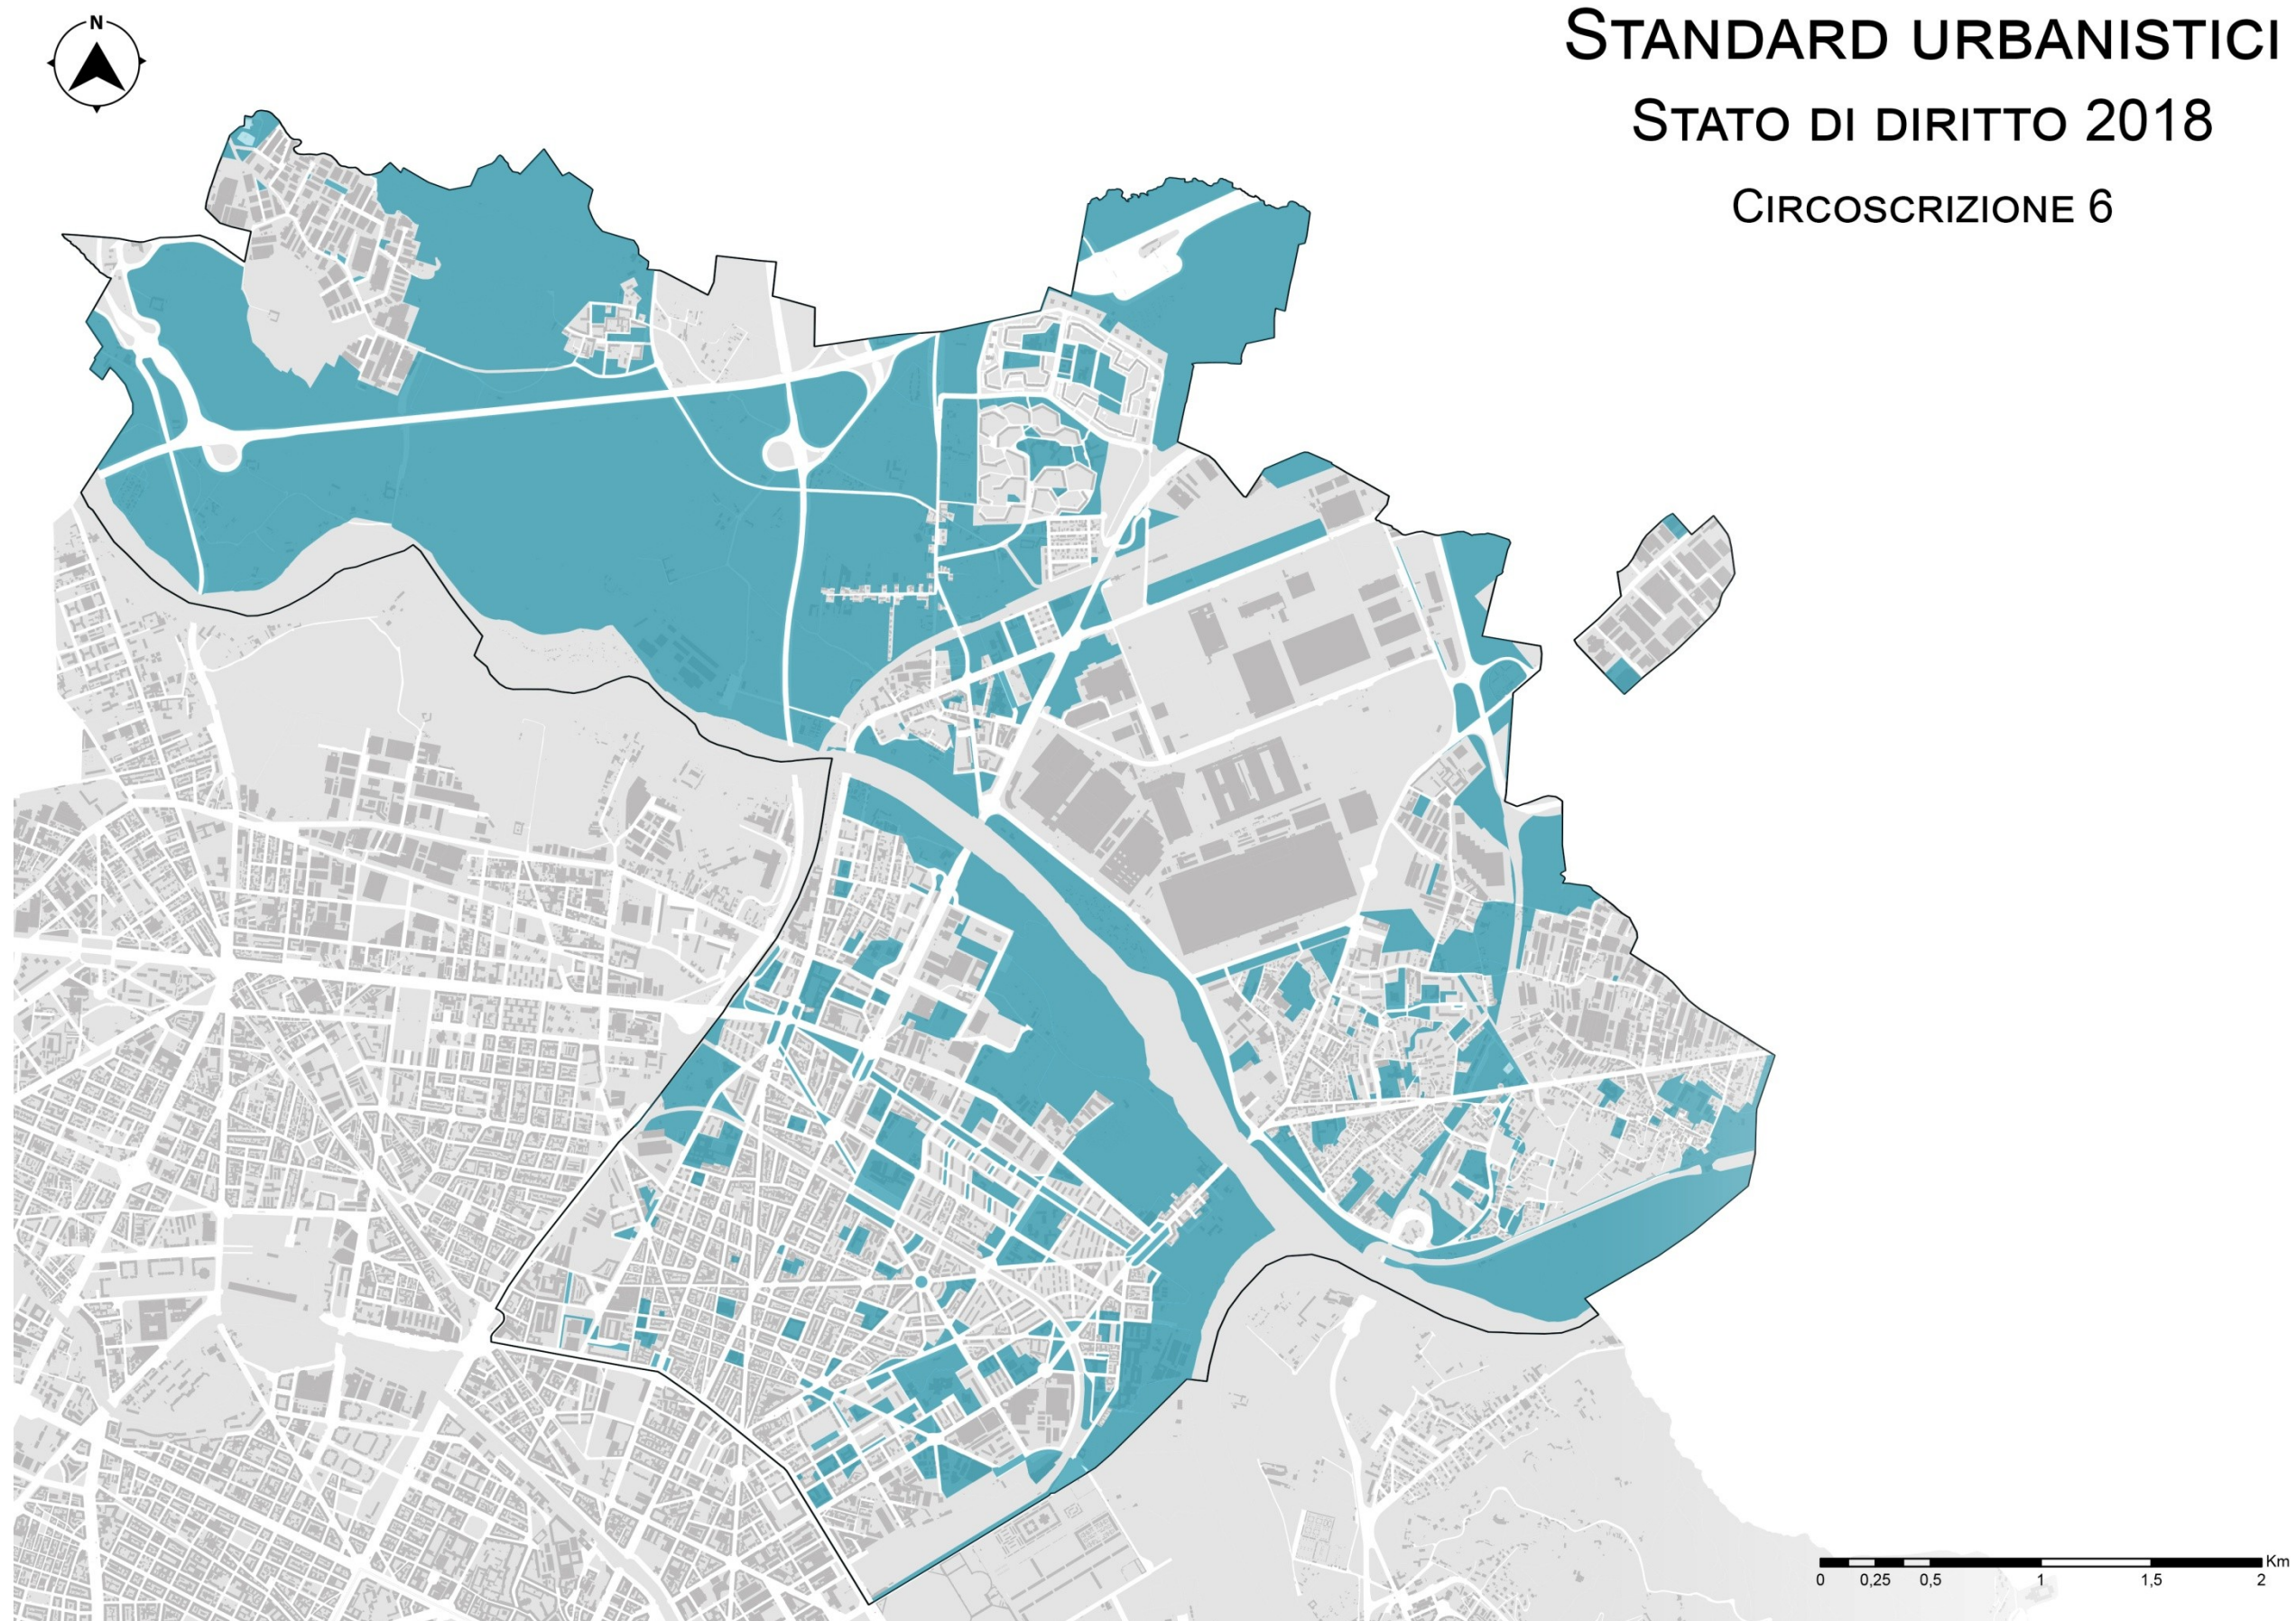 N
STANDARD URBANISTICI
STATO DI DIRITTO 2018
CIRCOSCRIZIONE 6
Km
0 0,25 0,5 1 1,5 2